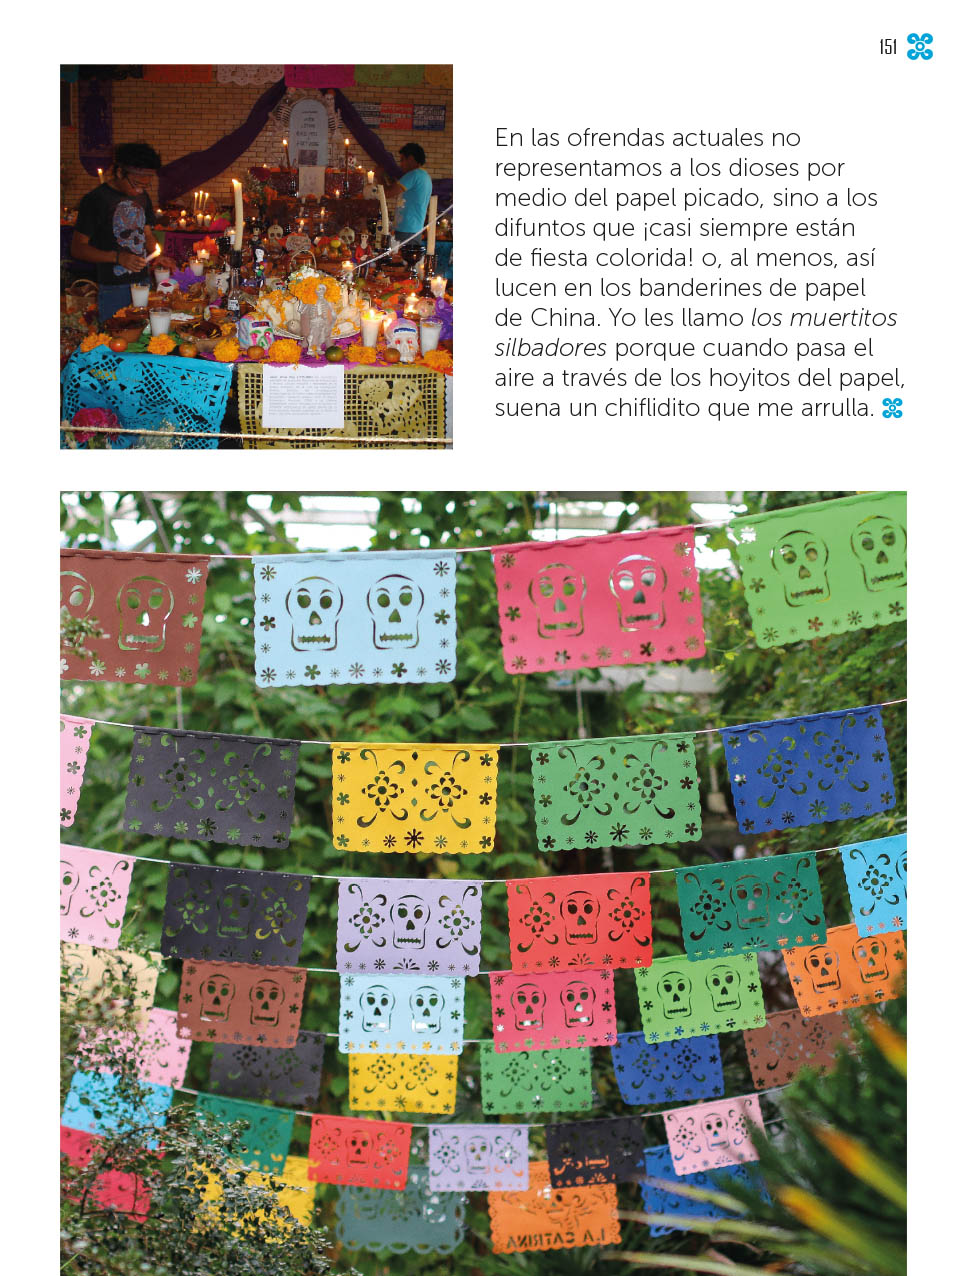 151
En las ofrendas actuales no
representamos a los dioses por
medio del papel picado, sino a los
difuntos que ¡casi siempre están
de fiesta colorida! o, al menos, así
lucen en los banderines de papel
de China. Yo les llamo los muertitos
silbadores porque cuando pasa el
aire a través de los hoyitos del papel,
suena un chiflidito que me arrulla.
LA CATRINA